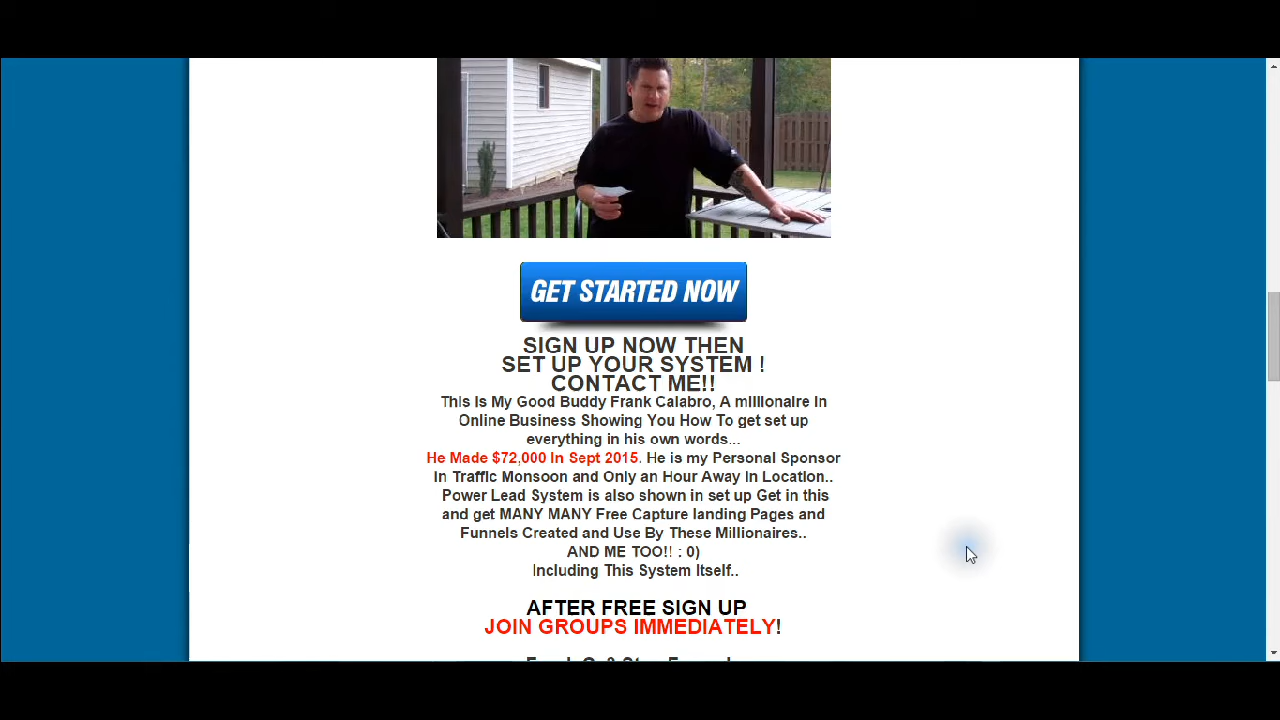 GET STARTED NOW
SIGN UP NOW THEN
SET UP YOUR SYSTEM !
CONTACT ME!!
This Is My Good Buddy Frank Calabro, A millionaire In
Online Business Showing You How To get set up
everything in his own words...
He Made $72,000 In Sept 2015. He is my Personal Sponsor
In Traffic Monsoon and Only an Hour Away In Location..
Power Lead System is also shown in set up Get in this
and get MANY MANY Free Capture landing Pages and
Funnels Created and Use By These Millionaires..
AND ME TOO!! : 0)
Including This System Itself..
AFTER FREE SIGN UP
JOIN GROUPS IMMEDIATELY!